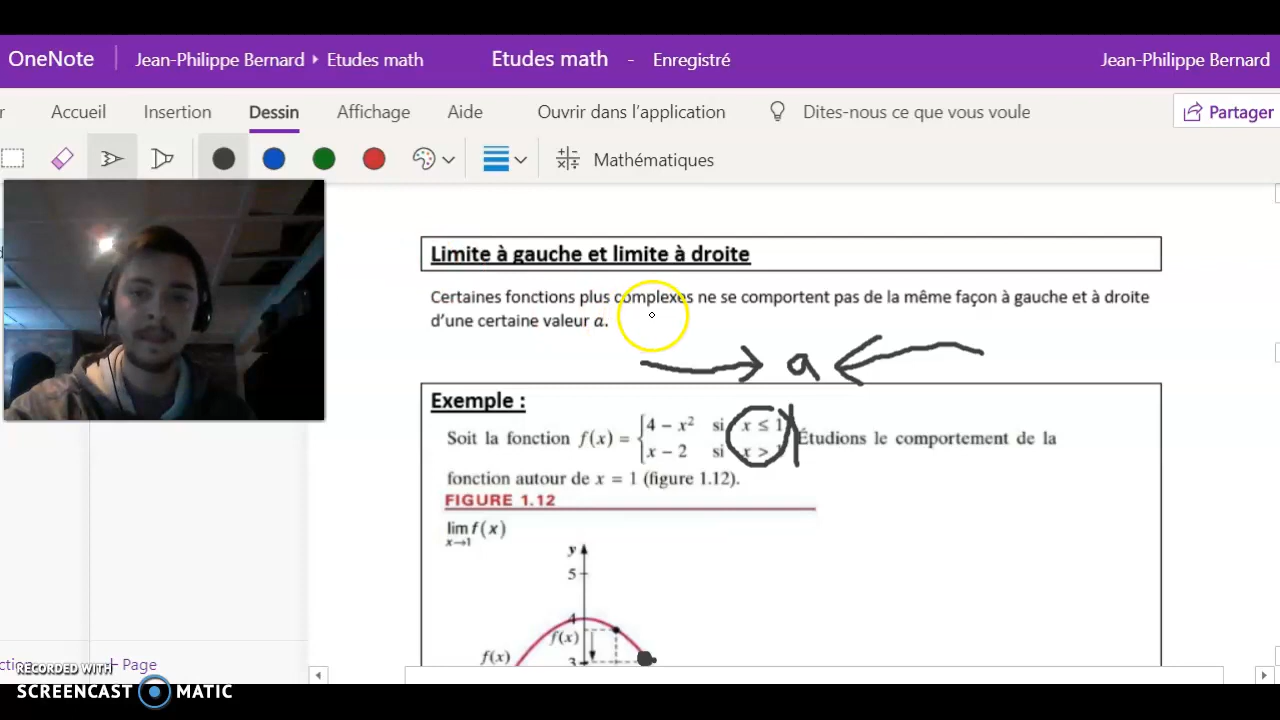 OneNote Jean-Philippe Bernard Etudes math Etudes math - Enregistré Jean-Philippe Bernard
r Accueil Insertion Dessin Affichage Aide Ouvrir dans l'application Dites-nous ce que vous voule Partager
Mathématiques
Limite à gauche et limite à droite
Certaines fonctions plus complexes ne se comportent pas de la même façon à gauche et à droite
d'une certaine valeur a.
a
Exemple :
Soit la fonction f(x) = { 4 – x² si x ≤ 1
x – 2 si x > 1 Étudions le comportement de la
fonction autour de x = 1 (figure 1.12).
FIGURE 1.12
lim f(x)
x→1
y
5
4
f(x)
f(x)
3
+ Page
RECORDED WITH
SCREENCAST MATIC